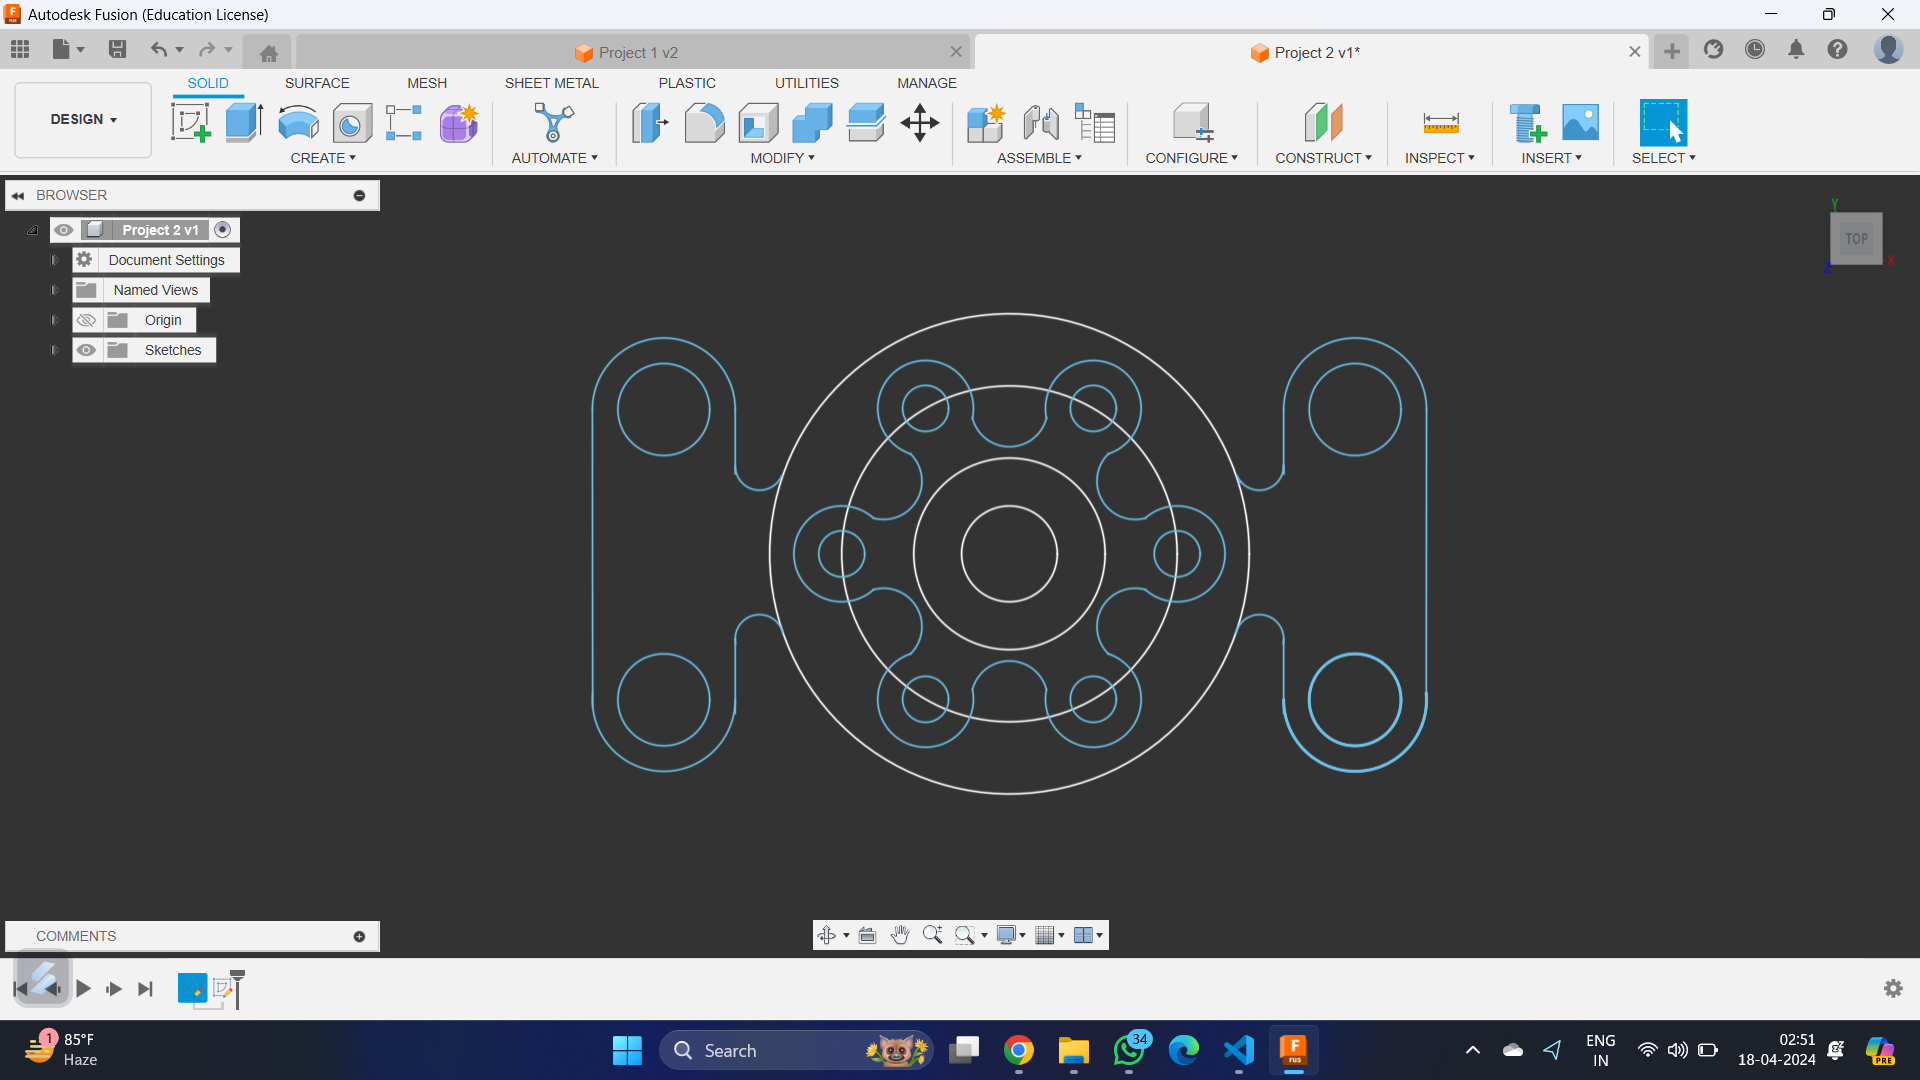 Autodesk Fusion (Education License)
Project 1 v2
Project 2 v1*
DESIGN
SOLID
SURFACE
MESH
SHEET METAL
PLASTIC
UTILITIES
MANAGE
CREATE
AUTOMATE
MODIFY
ASSEMBLE
CONFIGURE
CONSTRUCT
INSPECT
INSERT
SELECT
BROWSER
Project 2 v1
Document Settings
Named Views
Origin
Sketches
Y
TOP
Z
X
COMMENTS
1
85°F
Haze
Search
34
F
FUS
ENG
IN
02:51
18-04-2024
PRE